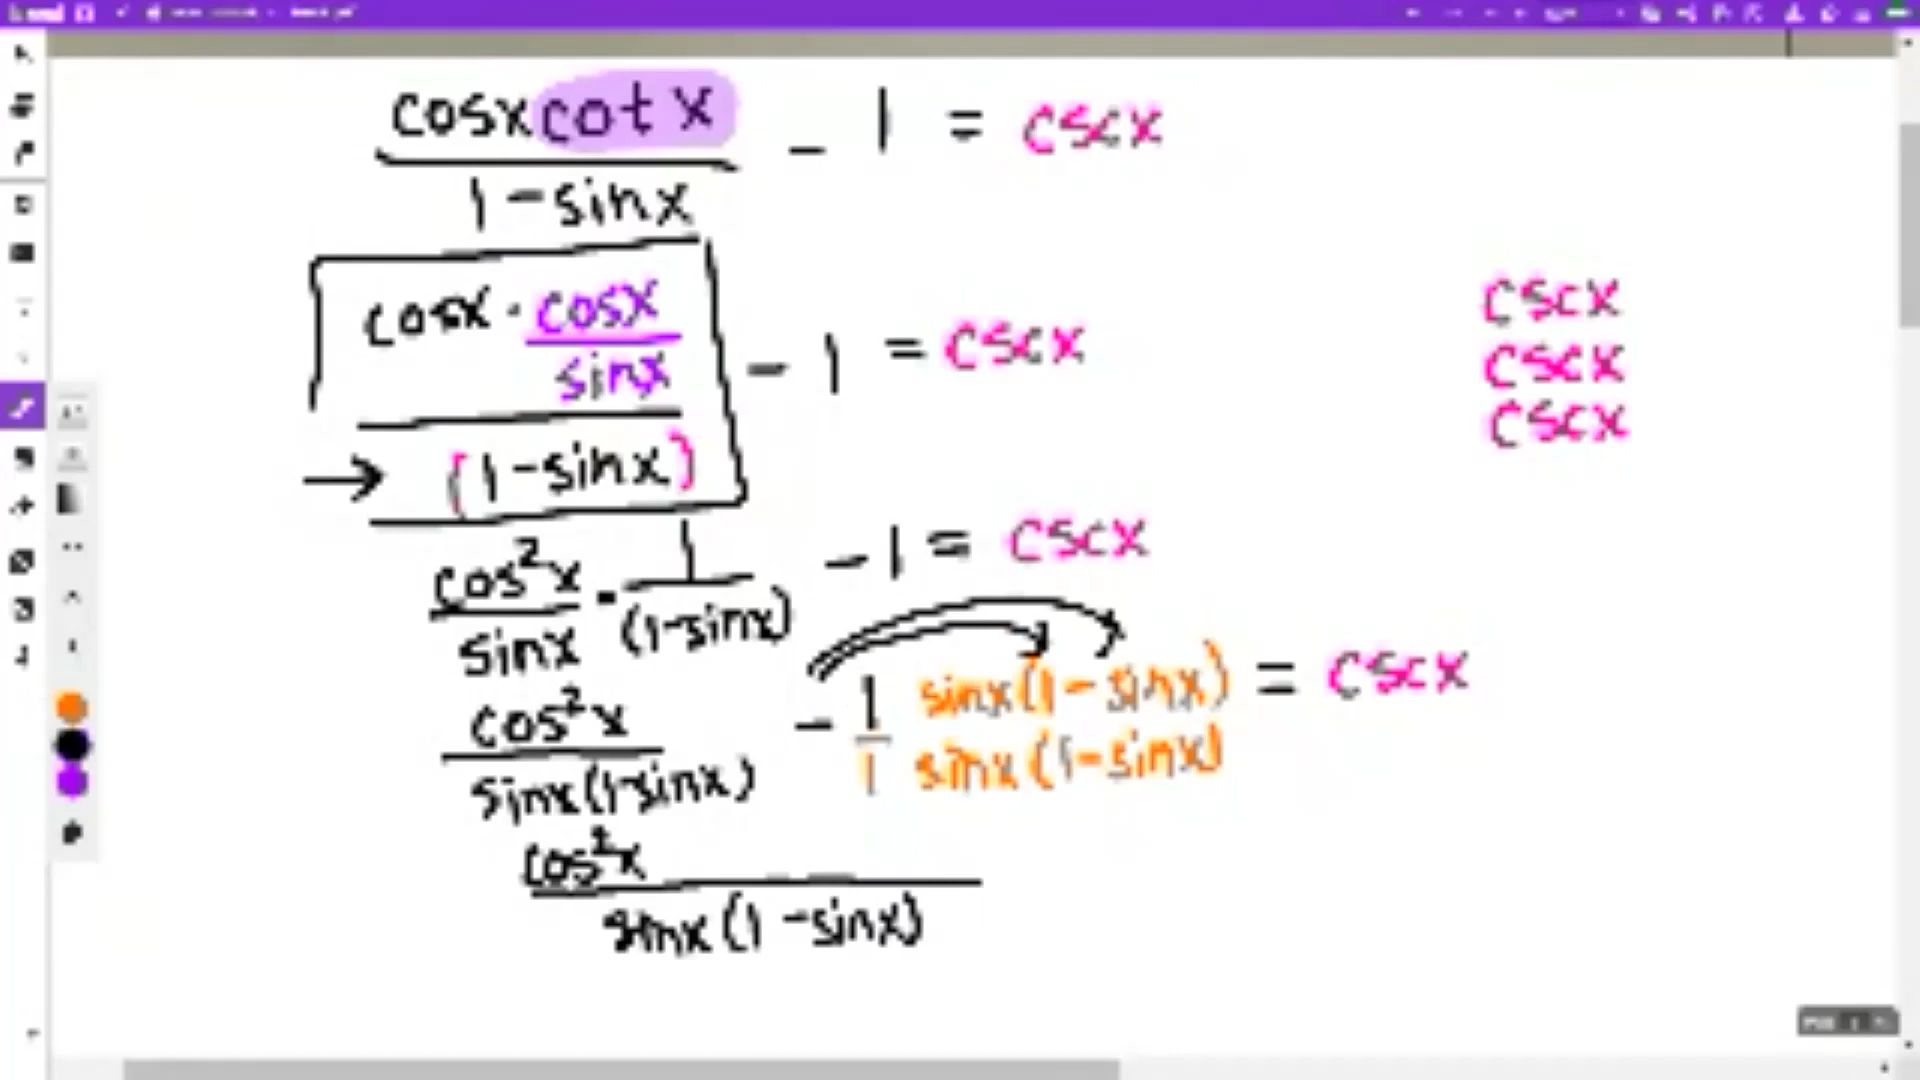 cosx cot x
1 - sinx
- 1 = cscx
cosx · cosx
sinx
(1 - sinx)
- 1 = cscx
cscx
cscx
cscx
→
cos²x
sinx
· 1
(1-sinx)
- 1 = cscx
cos²x
sinx(1-sinx)
- 1
1
sinx(1 - sinx)
sinx(1 - sinx)
= cscx
cos²x
sinx(1 - sinx)